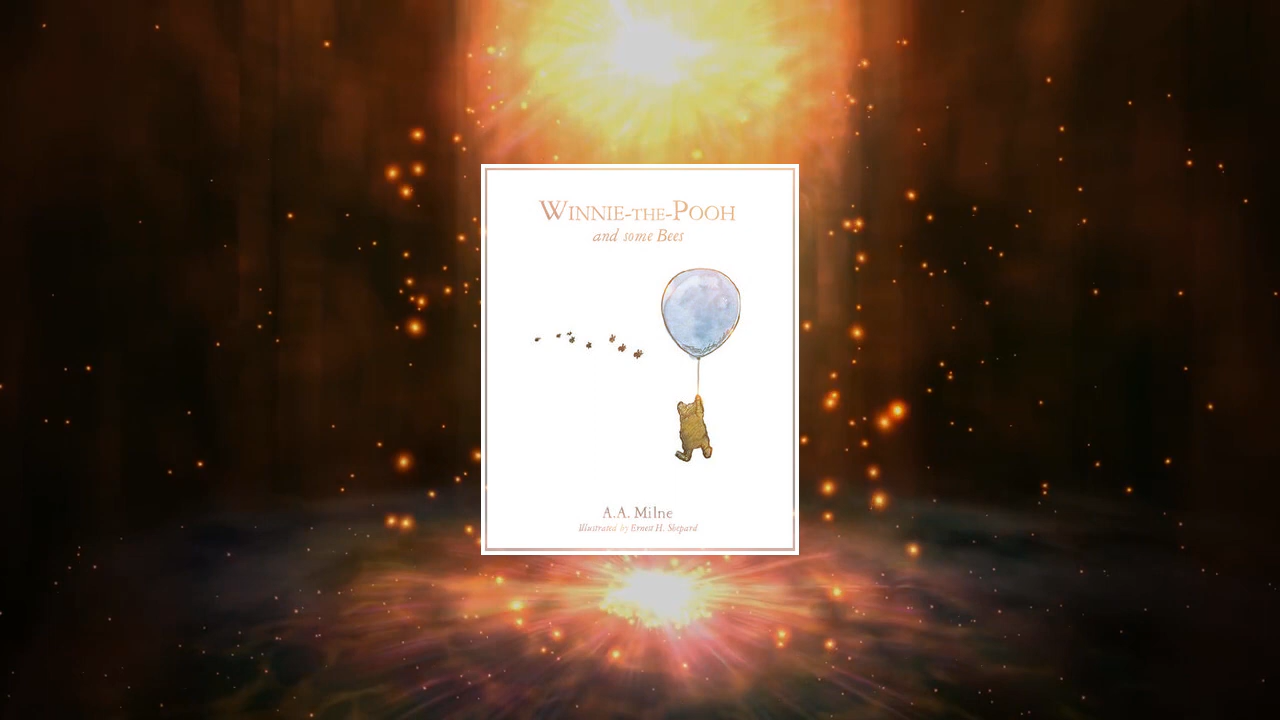 WINNIE-THE-POOH
and some Bees
A.A. Milne
Illustrated by Ernest H. Shepard